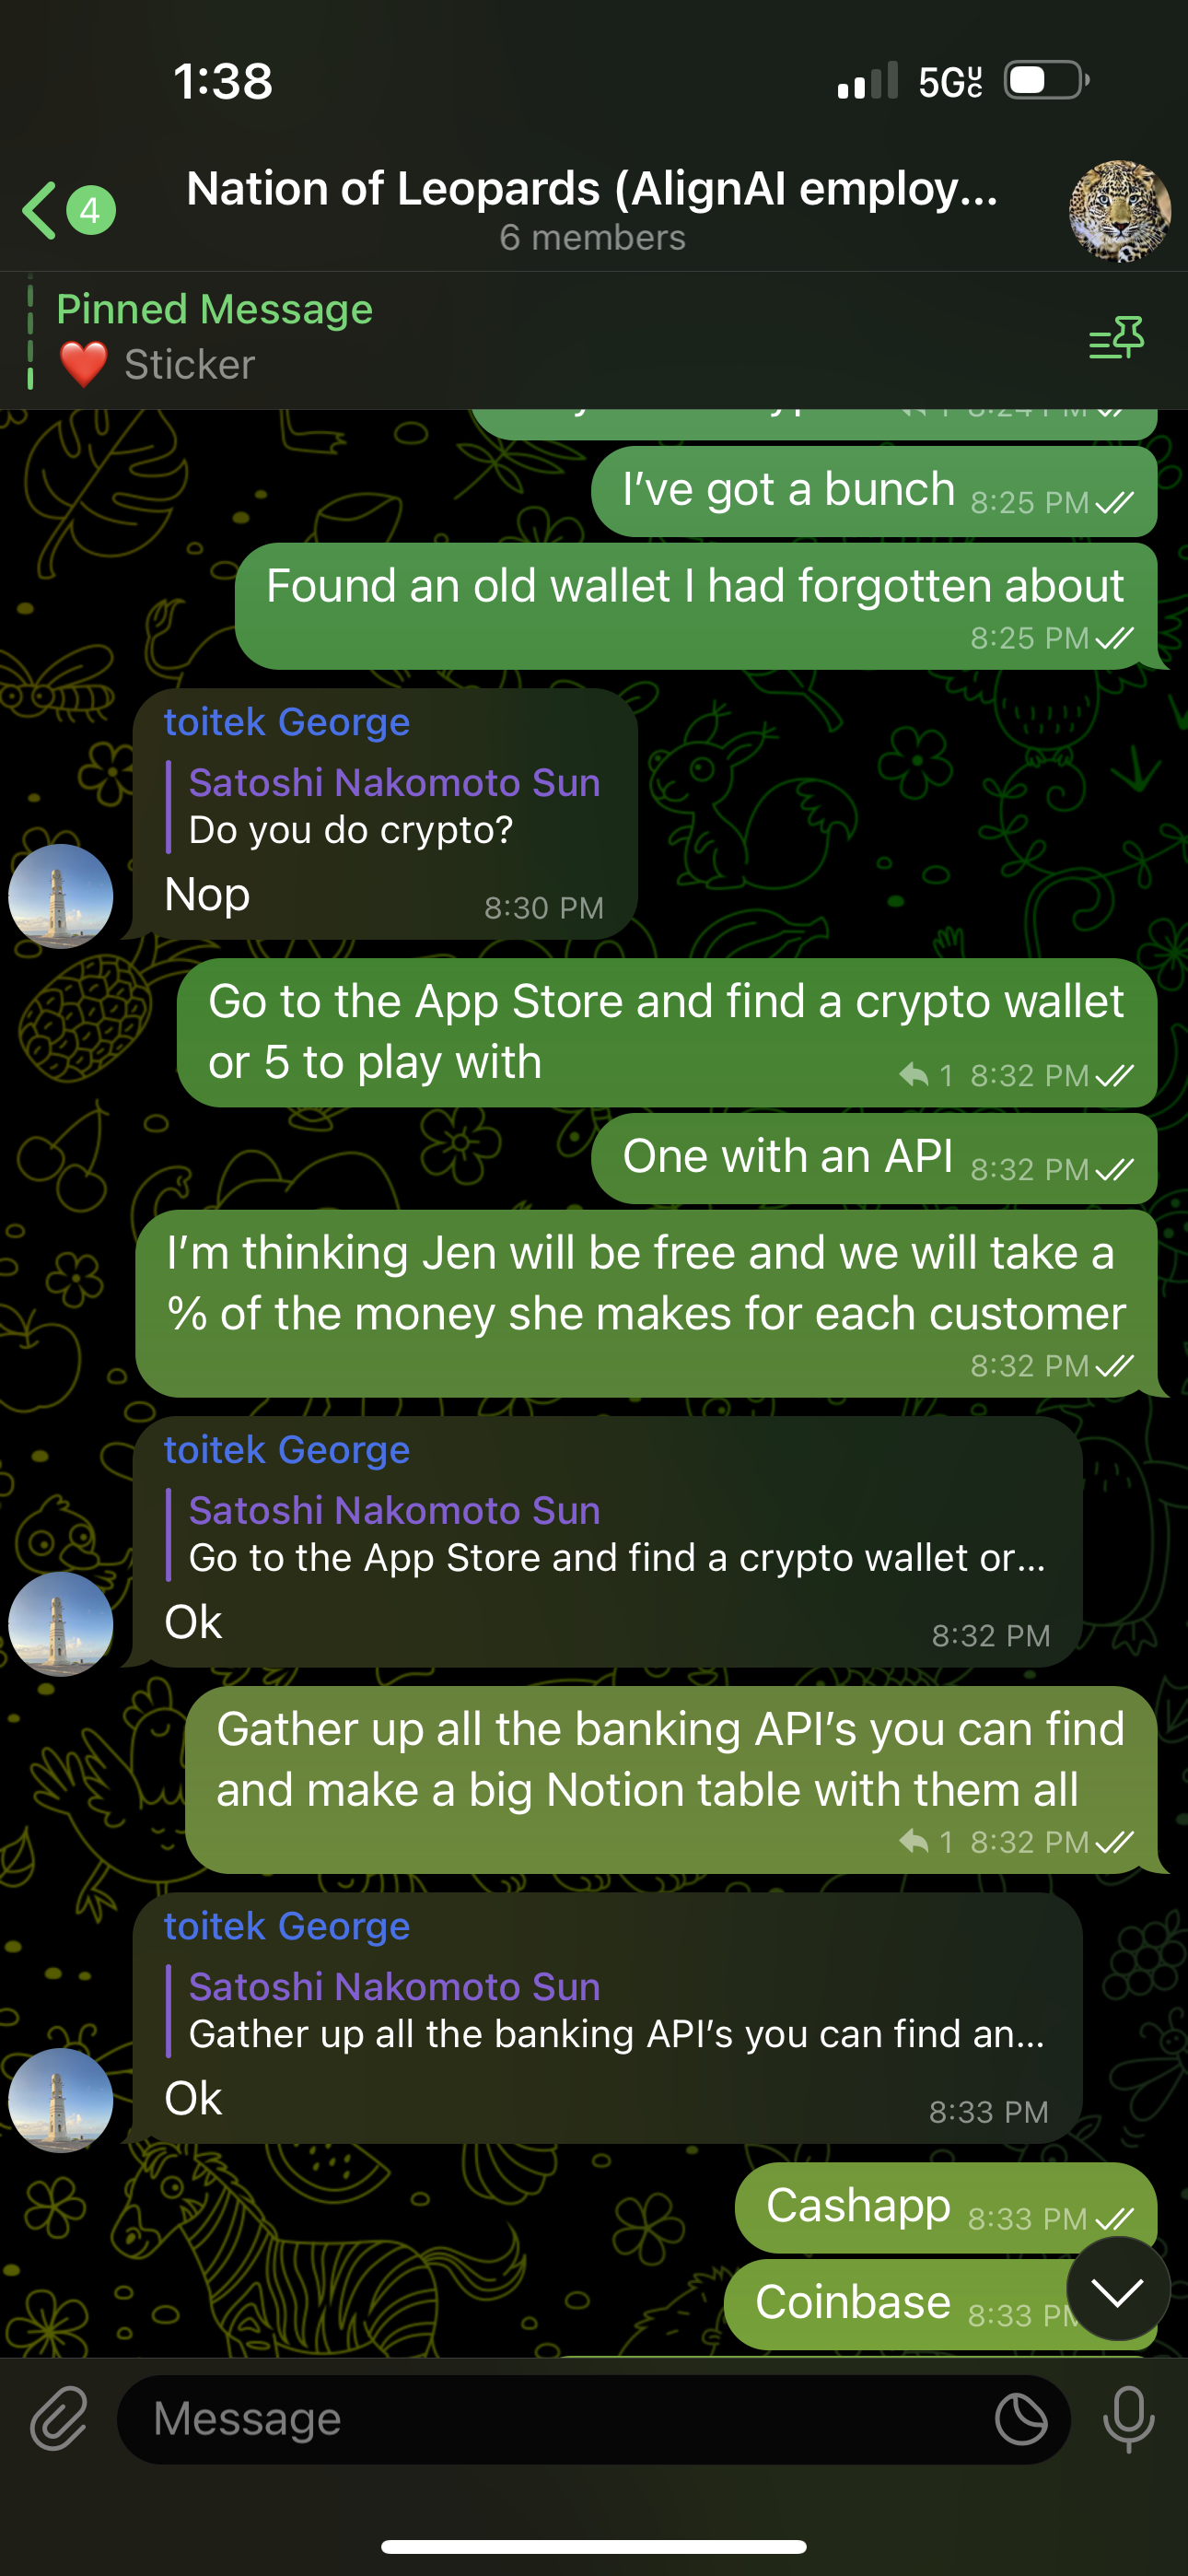 1:38
5G UC
4
Nation of Leopards (AlignAI employ...
6 members
Pinned Message
❤️ Sticker
I've got a bunch 8:25 PM
Found an old wallet I had forgotten about
8:25 PM
toitek George
Satoshi Nakomoto Sun
Do you do crypto?
Nop 8:30 PM
Go to the App Store and find a crypto wallet
or 5 to play with 1 8:32 PM
One with an API 8:32 PM
I'm thinking Jen will be free and we will take a
% of the money she makes for each customer
8:32 PM
toitek George
Satoshi Nakomoto Sun
Go to the App Store and find a crypto wallet or...
Ok 8:32 PM
Gather up all the banking API's you can find
and make a big Notion table with them all
1 8:32 PM
toitek George
Satoshi Nakomoto Sun
Gather up all the banking API's you can find an...
Ok 8:33 PM
Cashapp 8:33 PM
Coinbase 8:33
Message